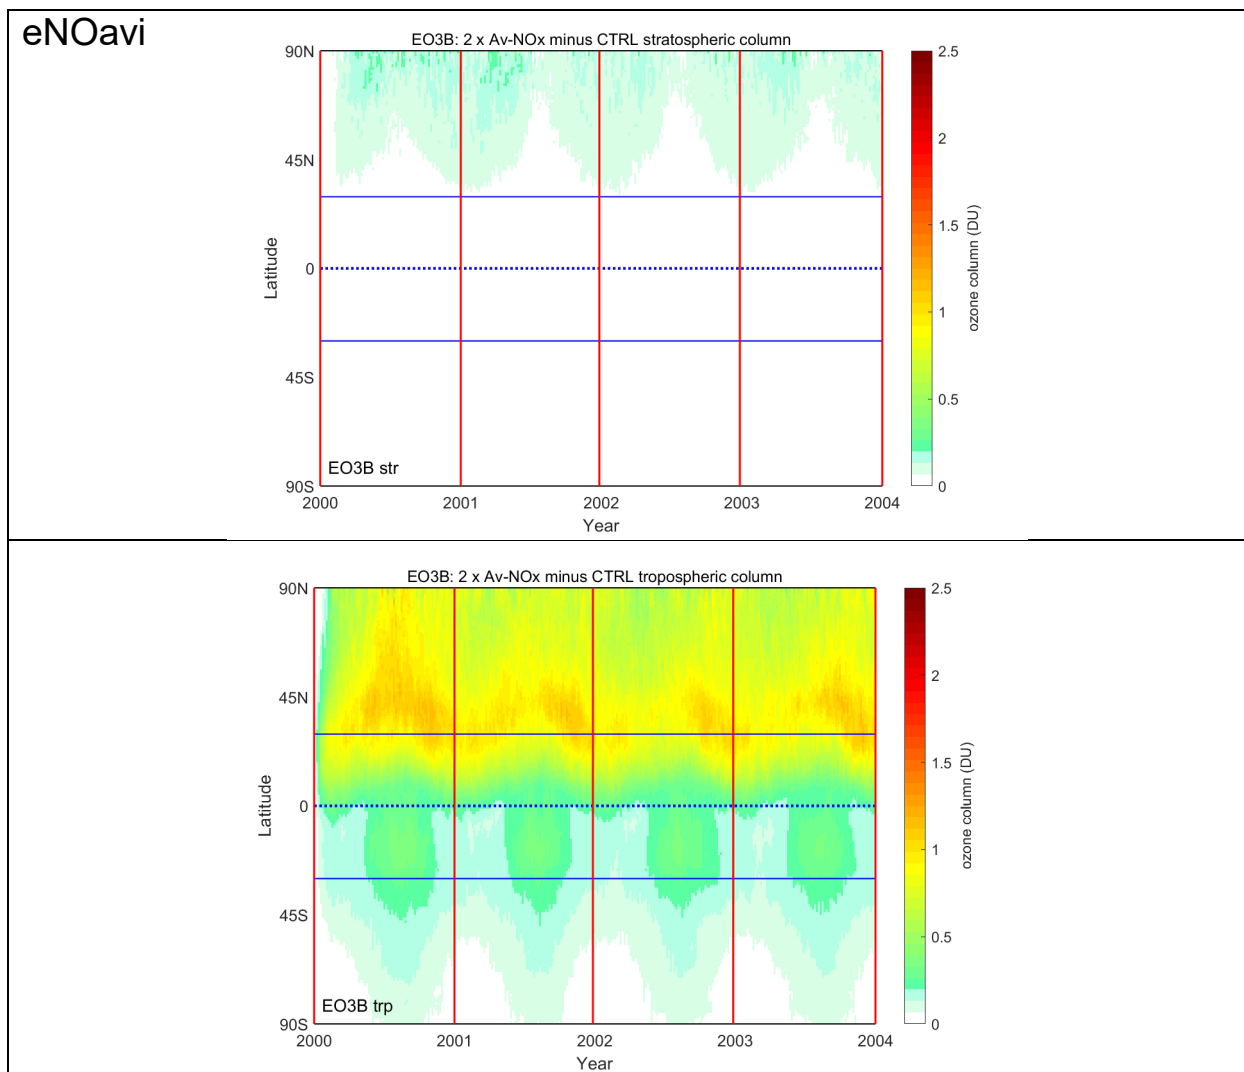 eNOavi
EO3B: 2 x Av-NOx minus CTRL stratospheric column
90N
45N
0
45S
90S
Latitude
EO3B str
2000
2001
2002
2003
2004
Year
2.5
2
1.5
1
0.5
0
ozone column (DU)
EO3B: 2 x Av-NOx minus CTRL tropospheric column
90N
45N
0
45S
90S
Latitude
EO3B trp
2000
2001
2002
2003
2004
Year
2.5
2
1.5
1
0.5
0
ozone column (DU)